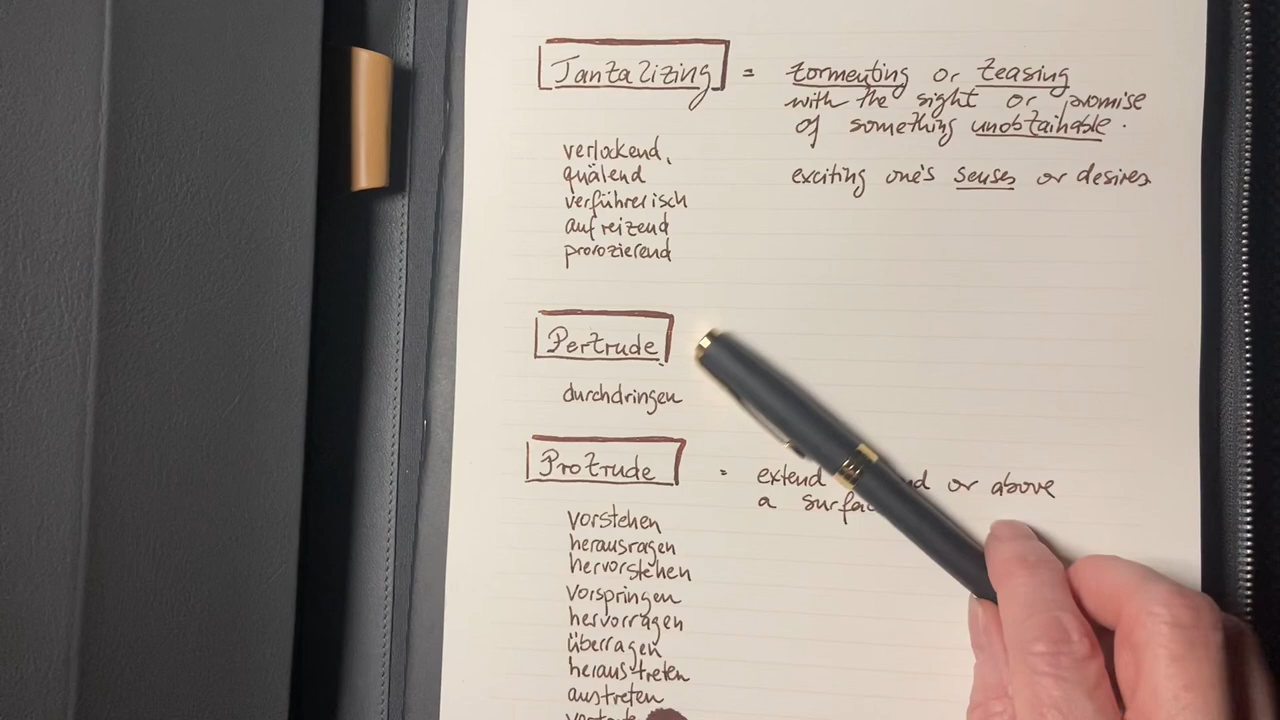 Tantalizing = tormenting or teasing
with the sight or promise
of something unobtainable.
exciting one's senses or desires
verlockend,
quälend
verführerisch
aufreizend
provozierend
Pertrude
durchdringen
Protrude = extend or above
a
vorstehen
herausragen
hervorstehen
vorspringen
hervorragen
überragen
heraustreten
austreten